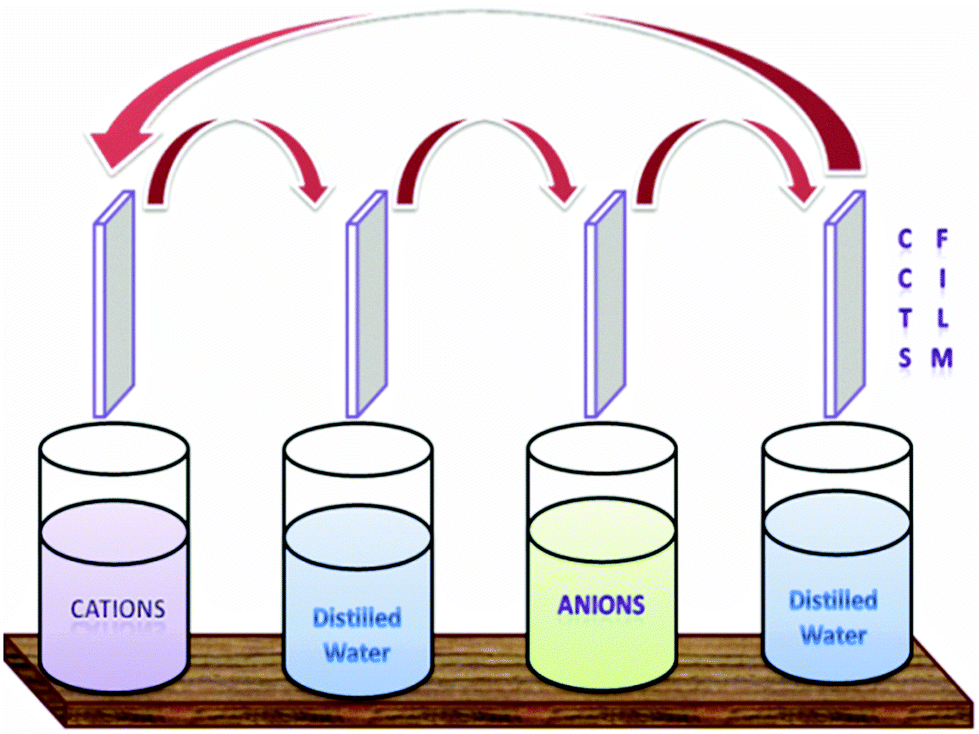 C F
C I
T L
S M
CATIONS
Distilled
Water
ANIONS
Distilled
Water